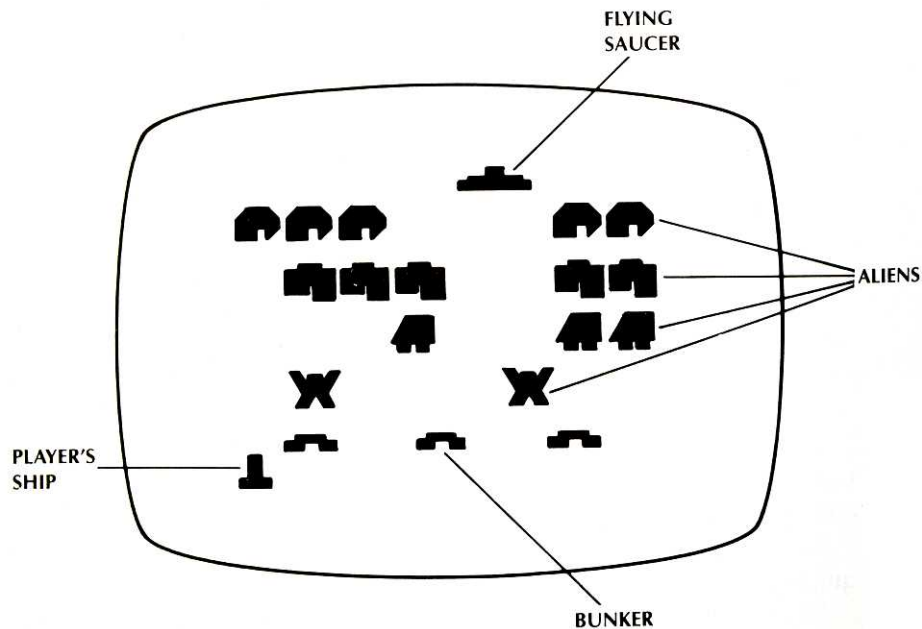 FLYING
SAUCER
ALIENS
PLAYER'S
SHIP
BUNKER